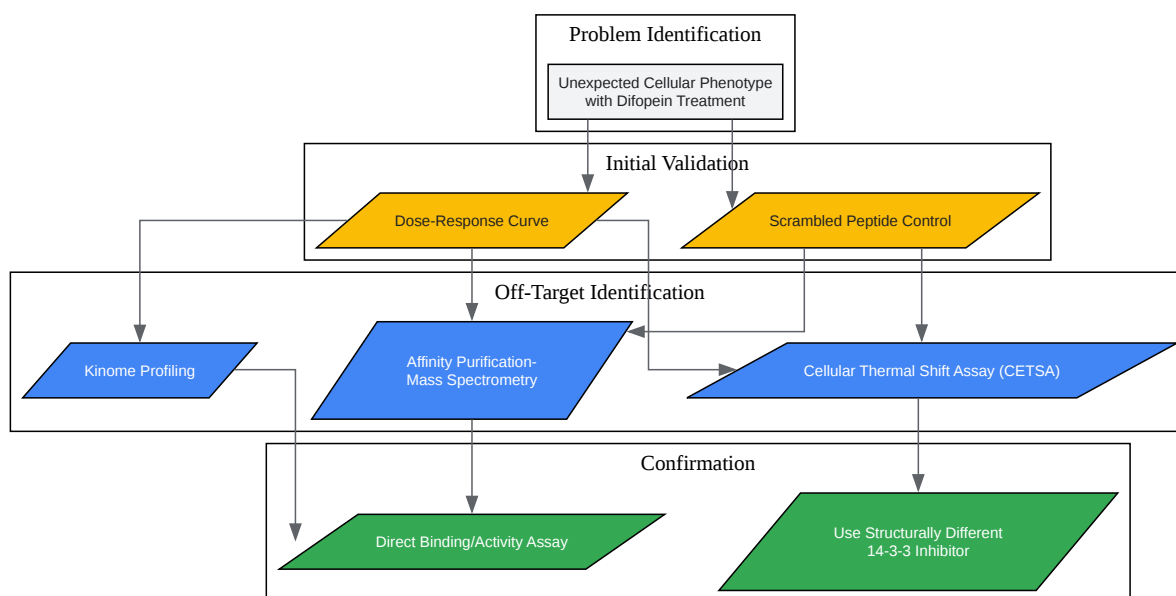 Problem Identification
Unexpected Cellular Phenotype
with Difopein Treatment
Initial Validation
Dose-Response Curve
Scrambled Peptide Control
Off-Target Identification
Kinome Profiling
Affinity Purification-
Mass Spectrometry
Cellular Thermal Shift Assay (CETSA)
Confirmation
Direct Binding/Activity Assay
Use Structurally Different
14-3-3 Inhibitor